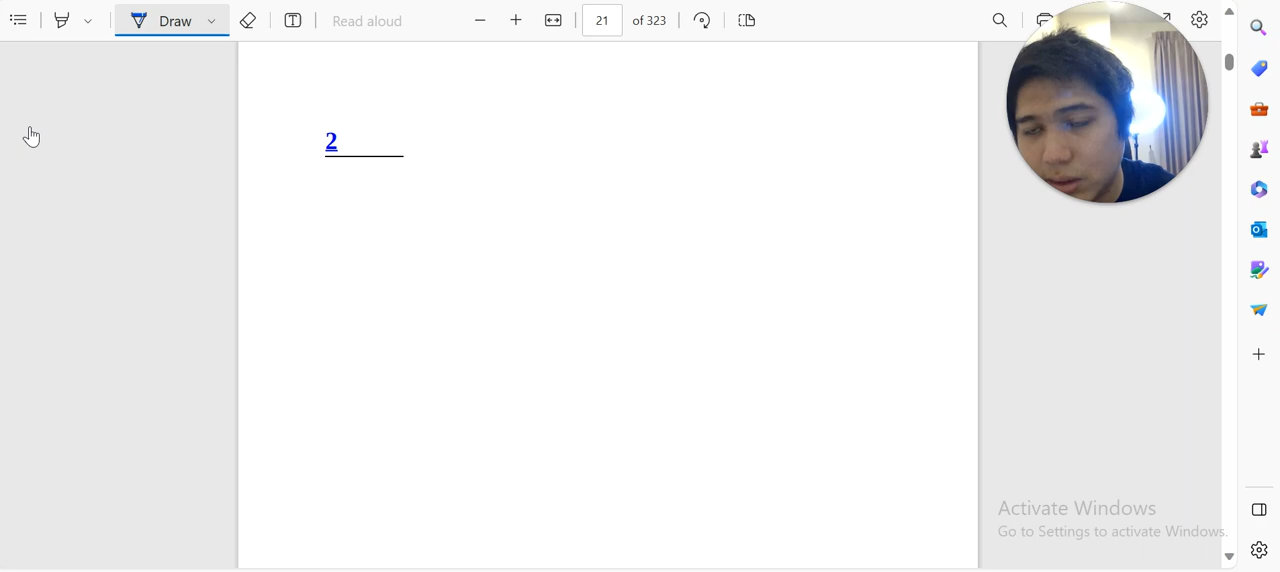 Draw
Read aloud
21 of 323
2
Activate Windows
Go to Settings to activate Windows.